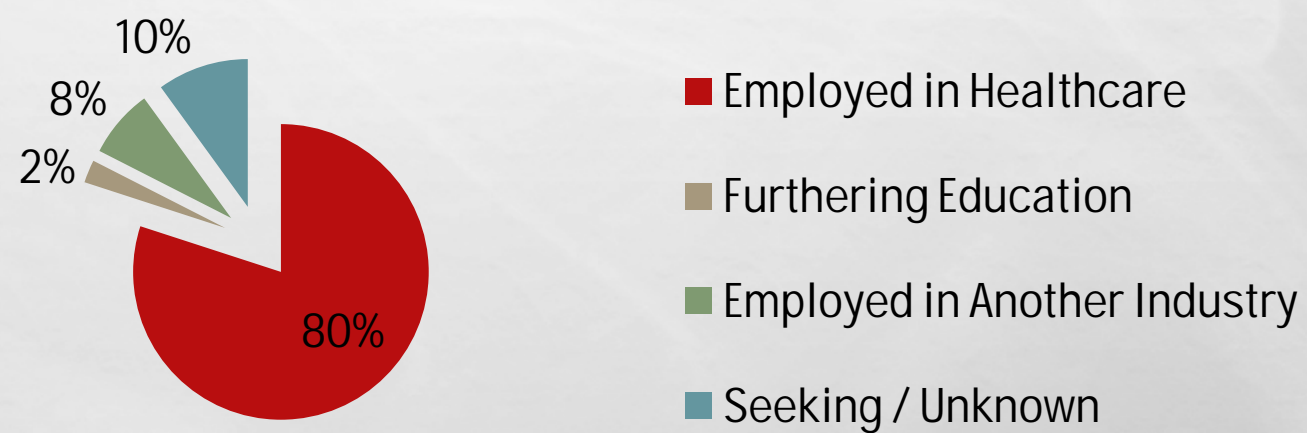 10%
8%
2%
80%
Employed in Healthcare
Furthering Education
Employed in Another Industry
Seeking / Unknown